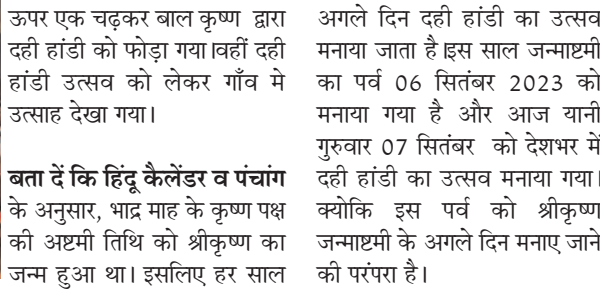 ऊपर एक चढ़कर बाल कृष्ण द्वारा
दही हांडी को फोड़ा गया।वहीं दही
हांडी उत्सव को लेकर गाँव मे
उत्साह देखा गया।
बता दें कि हिंदू कैलेंडर व पंचांग
के अनुसार, भाद्र माह के कृष्ण पक्ष
की अष्टमी तिथि को श्रीकृष्ण का
जन्म हुआ था। इसलिए हर साल
अगले दिन दही हांडी का उत्सव
मनाया जाता है।इस साल जन्माष्टमी
का पर्व 06 सितंबर 2023 को
मनाया गया है और आज यानी
गुरुवार 07 सितंबर को देशभर में
दही हांडी का उत्सव मनाया गया।
क्योकि इस पर्व को श्रीकृष्ण
जन्माष्टमी के अगले दिन मनाए जाने
की परंपरा है।